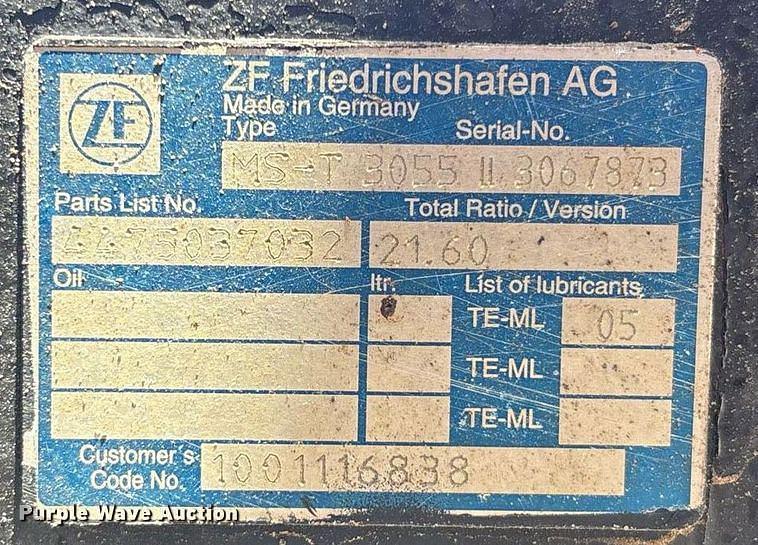 ZF Friedrichshafen AG
ZF
Made in Germany
Type Serial-No.
MS-T 3055 II 3067873
Parts List No. Total Ratio / Version
4475037032 21.60
Oil ltr. List of lubricants
TE-ML 05
TE-ML
TE-ML
Customer's
Code No. 1001116838
Purple Wave Auction